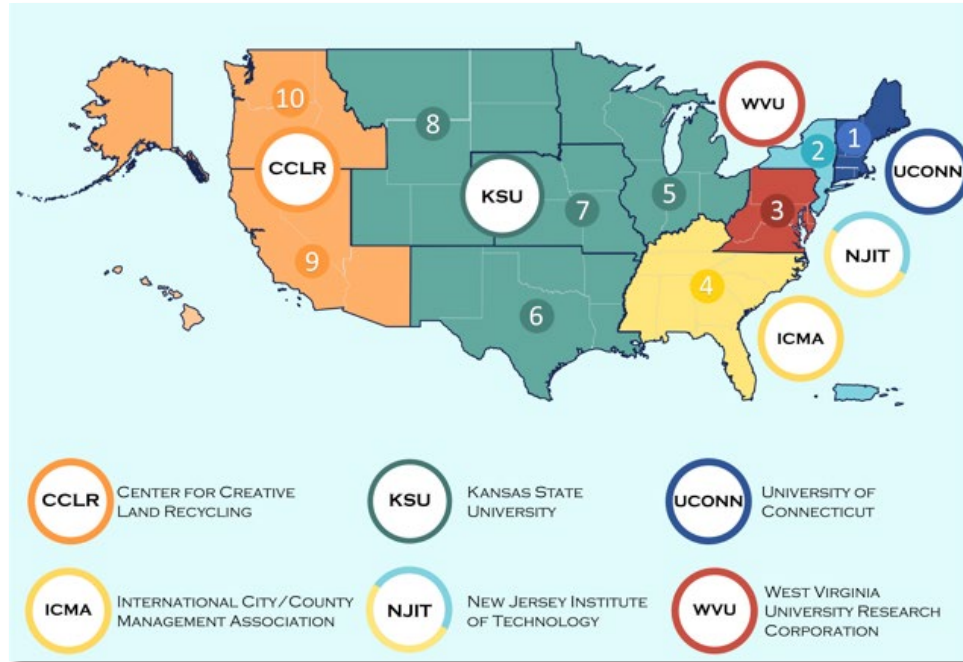 WVU
10
8
2
1
CCLR
KSU
5
UCONN
7
3
NJIT
9
4
6
ICMA
CCLR
CENTER FOR CREATIVE
LAND RECYCLING
KSU
KANSAS STATE
UNIVERSITY
UCONN
UNIVERSITY OF
CONNECTICUT
ICMA
INTERNATIONAL CITY/COUNTY
MANAGEMENT ASSOCIATION
NJIT
NEW JERSEY INSTITUTE
OF TECHNOLOGY
WVU
WEST VIRGINIA
UNIVERSITY RESEARCH
CORPORATION